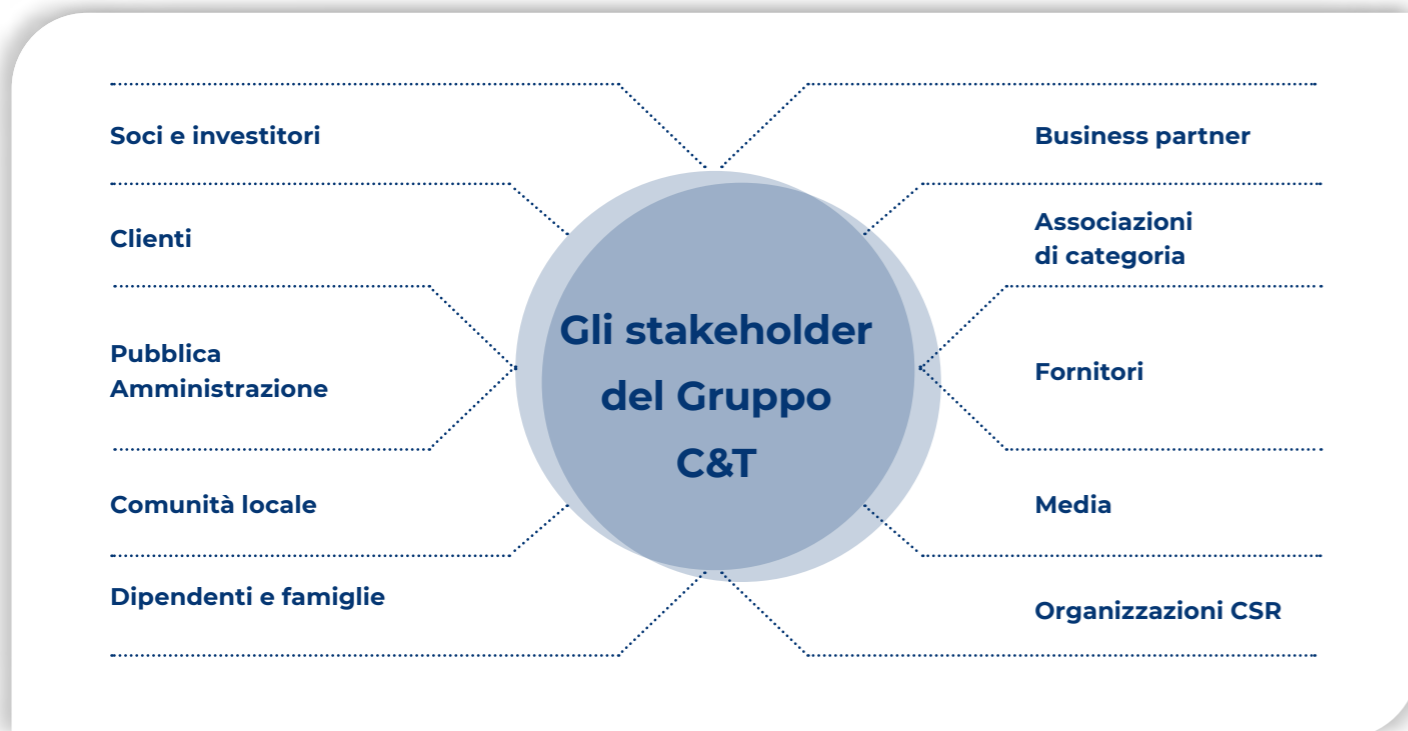 Soci e investitori
Clienti
Pubblica
Amministrazione
Comunità locale
Dipendenti e famiglie
Gli stakeholder
del Gruppo
C&T
Business partner
Associazioni
di categoria
Fornitori
Media
Organizzazioni CSR